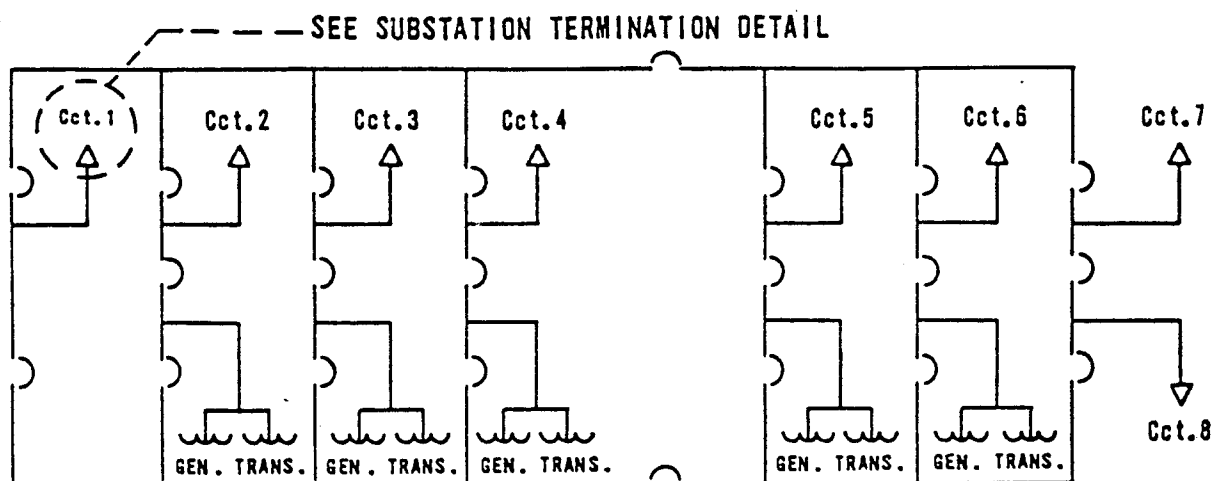 SEE SUBSTATION TERMINATION DETAIL
Cct.1
Cct.2
Cct.3
Cct.4
Cct.5
Cct.6
Cct.7
Cct.8
GEN. TRANS.
GEN. TRANS.
GEN. TRANS.
GEN. TRANS.
GEN. TRANS.